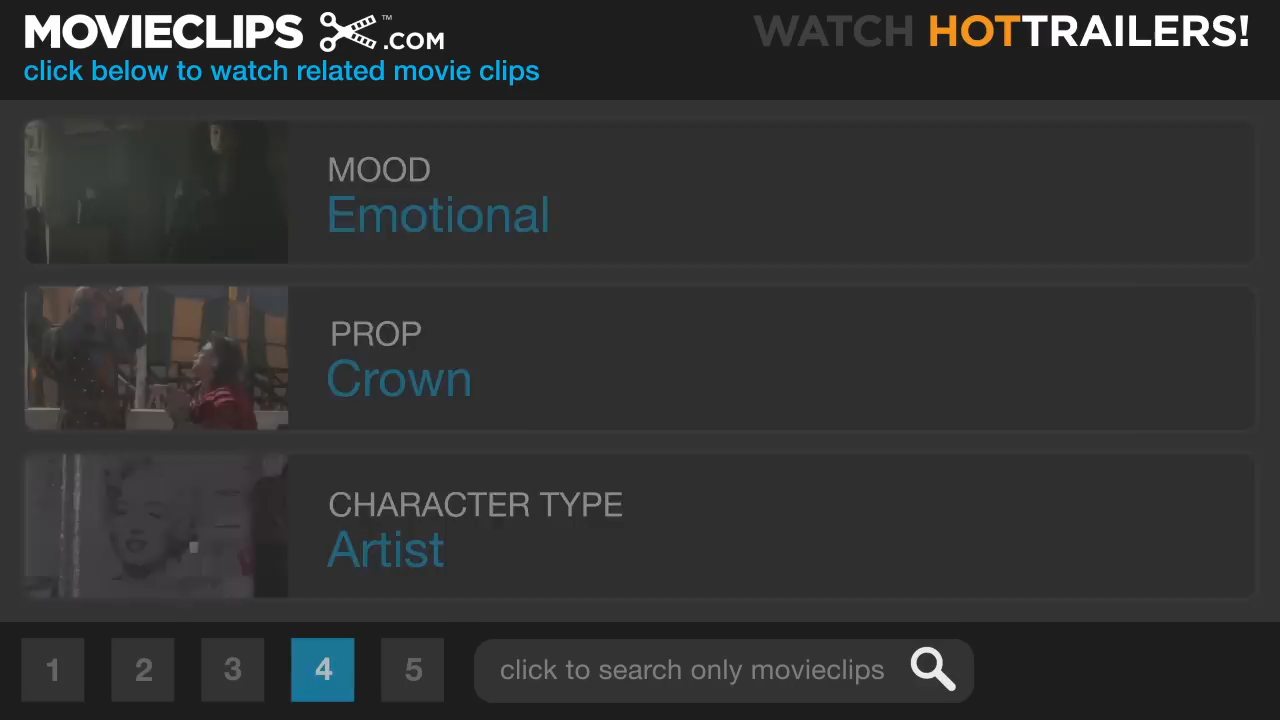 MOVIECLIPS ™ .COM
WATCH HOTTRAILERS!
click below to watch related movie clips
MOOD
Emotional
PROP
Crown
CHARACTER TYPE
Artist
1 2 3 4 5 click to search only movieclips